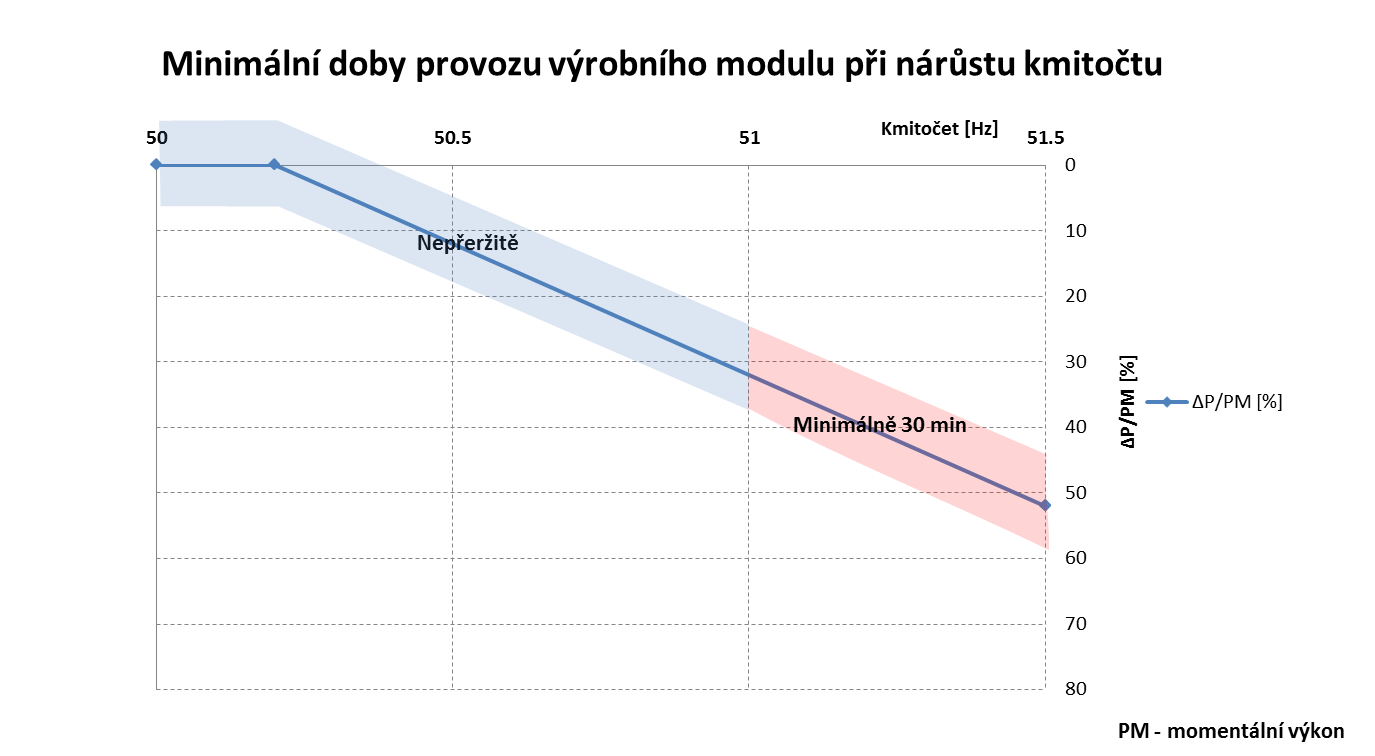 Minimální doby provozu výrobního modulu při nárůstu kmitočtu
Kmitočet [Hz]
50 50.5 51 51.5
0
10
Nepřeržitě
20
30
ΔP/PM [%]
ΔP/PM [%]
40
Minimálně 30 min
50
60
70
80
PM - momentální výkon